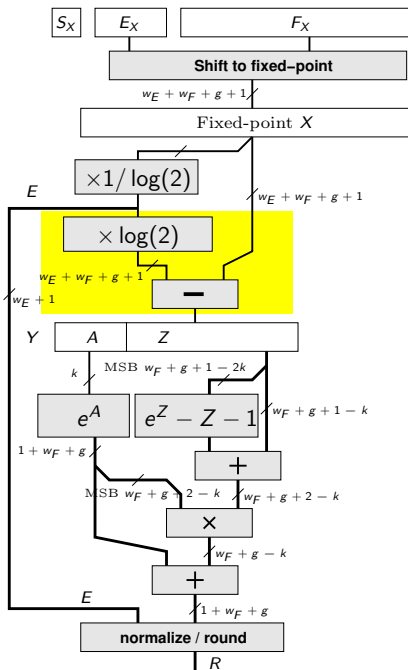 S_X E_X F_X
Shift to fixed–point
w_E + w_F + g + 1
Fixed-point X
×1/ log(2)
E
w_E + w_F + g + 1
× log(2)
w_E + w_F + g + 1
w_E + 1
−
Y A Z
MSB w_F + g + 1 − 2k
k
e^A e^Z − Z − 1
w_F + g + 1 − k
1 + w_F + g
+
MSB w_F + g + 2 − k
w_F + g + 2 − k
×
w_F + g − k
+
E
1 + w_F + g
normalize / round
R